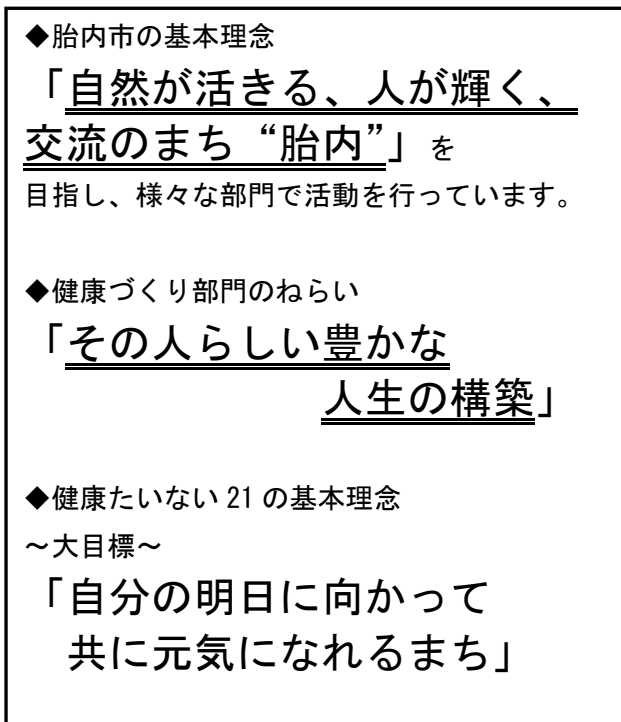 ◆胎内市の基本理念
「自然が活きる、人が輝く、
交流のまち“胎内”」を
目指し、様々な部門で活動を行っています。
◆健康づくり部門のねらい
「その人らしい豊かな
人生の構築」
◆健康たいない 21 の基本理念
～大目標～
「自分の明日に向かって
共に元気になれるまち」